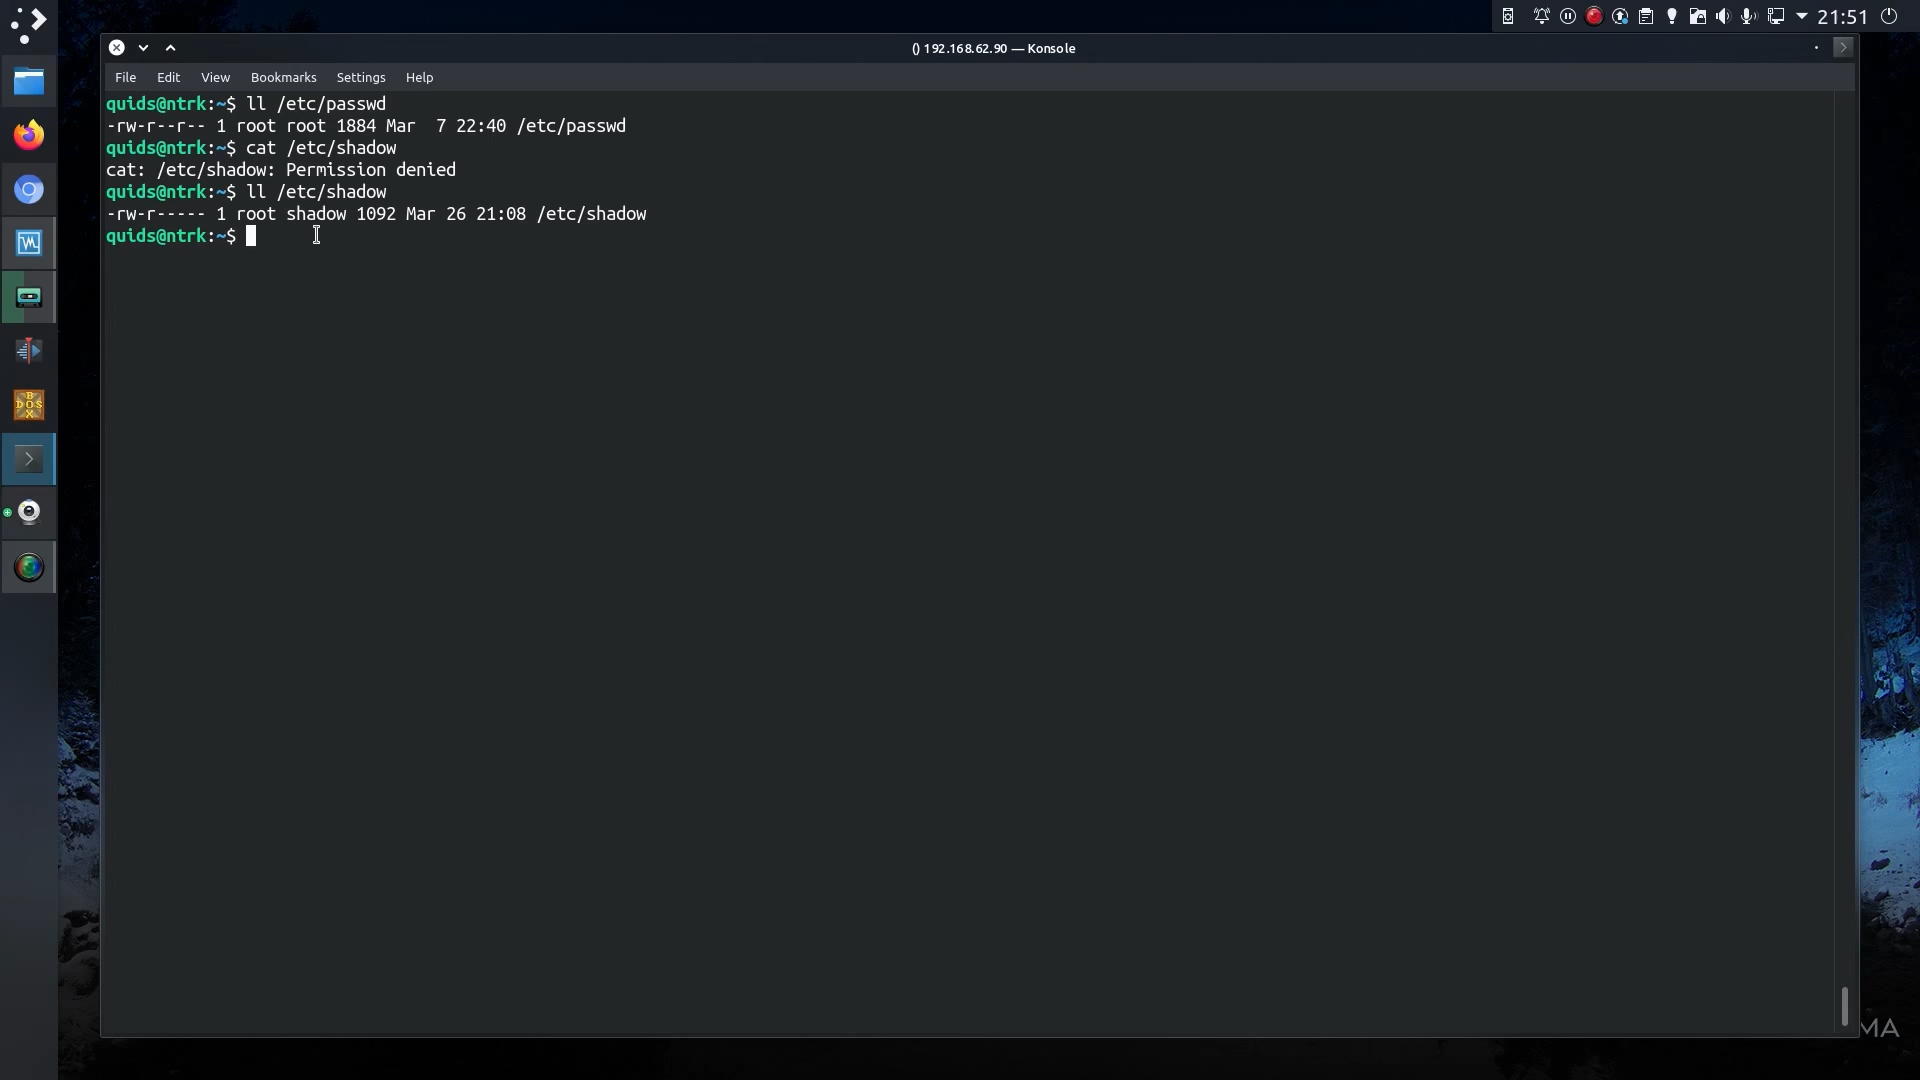 21:51
() 192.168.62.90 — Konsole
File Edit View Bookmarks Settings Help
quids@ntrk:~$ ll /etc/passwd
-rw-r--r-- 1 root root 1884 Mar  7 22:40 /etc/passwd
quids@ntrk:~$ cat /etc/shadow
cat: /etc/shadow: Permission denied
quids@ntrk:~$ ll /etc/shadow
-rw-r----- 1 root shadow 1092 Mar 26 21:08 /etc/shadow
quids@ntrk:~$
DOS
BOX
MA